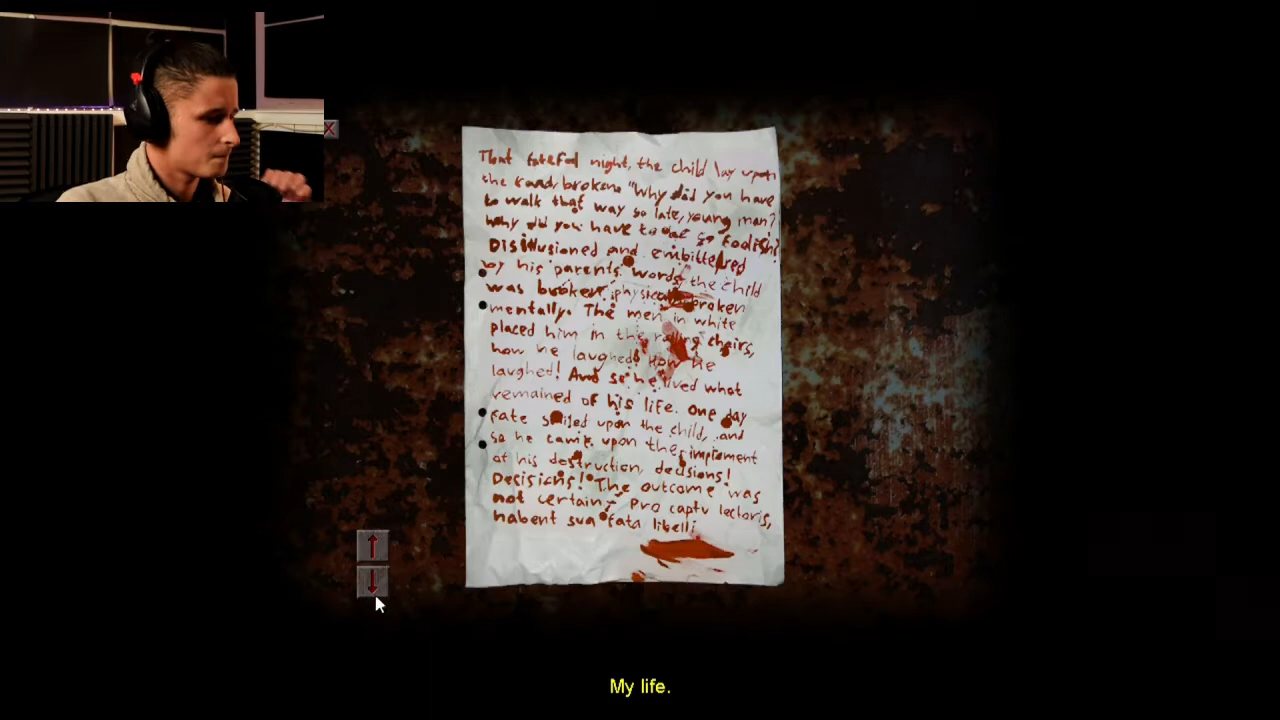 That fateful night, the child lay upon
the road, broken. "Why did you have
to walk that way so late, young man?
Why did you have to be so foolish?
Disillusioned and embittered
by his parents' words, the child
was broken, physically broken
mentally. The men in white
placed him in the rolling chairs,
how he laughed! How he
laughed! And so he lived what
remained of his life. One day
fate smiled upon the child, and
so he came upon the implement
of his destruction, decisions!
Decisions! The outcome was
not certain - Pro captu lectoris,
habent sua fata libelli
My life.